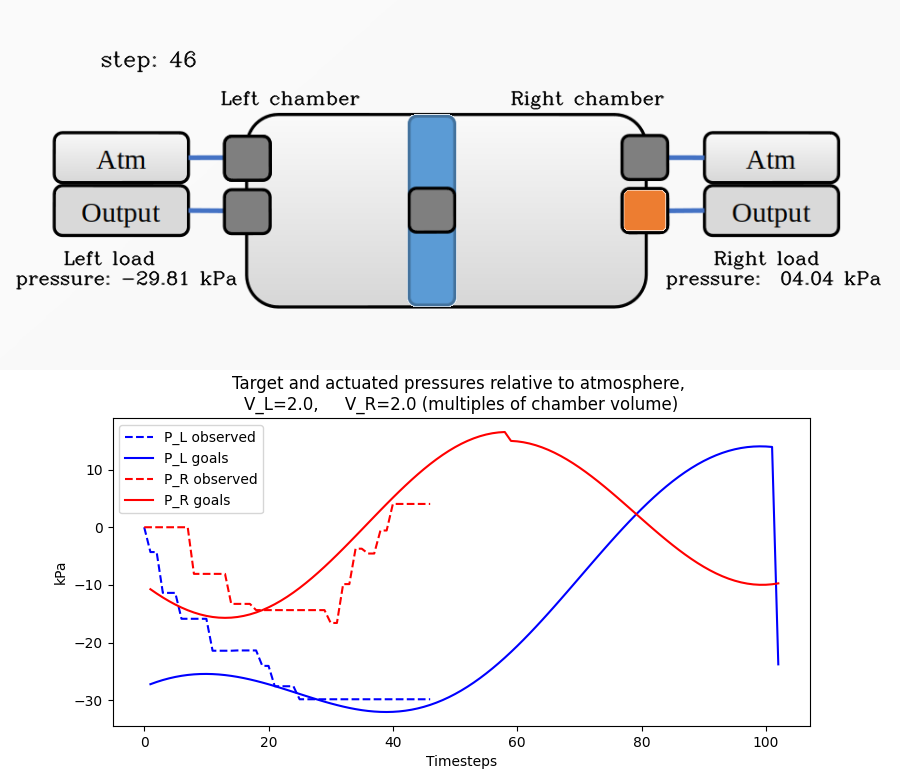 step: 46
Left chamber
Right chamber
Atm
Atm
Output
Output
Left load
pressure: −29.81 kPa
Right load
pressure: 04.04 kPa
Target and actuated pressures relative to atmosphere,
V_L=2.0, V_R=2.0 (multiples of chamber volume)
P_L observed
P_L goals
P_R observed
P_R goals
10
0
−10
−20
−30
kPa
0 20 40 60 80 100
Timesteps